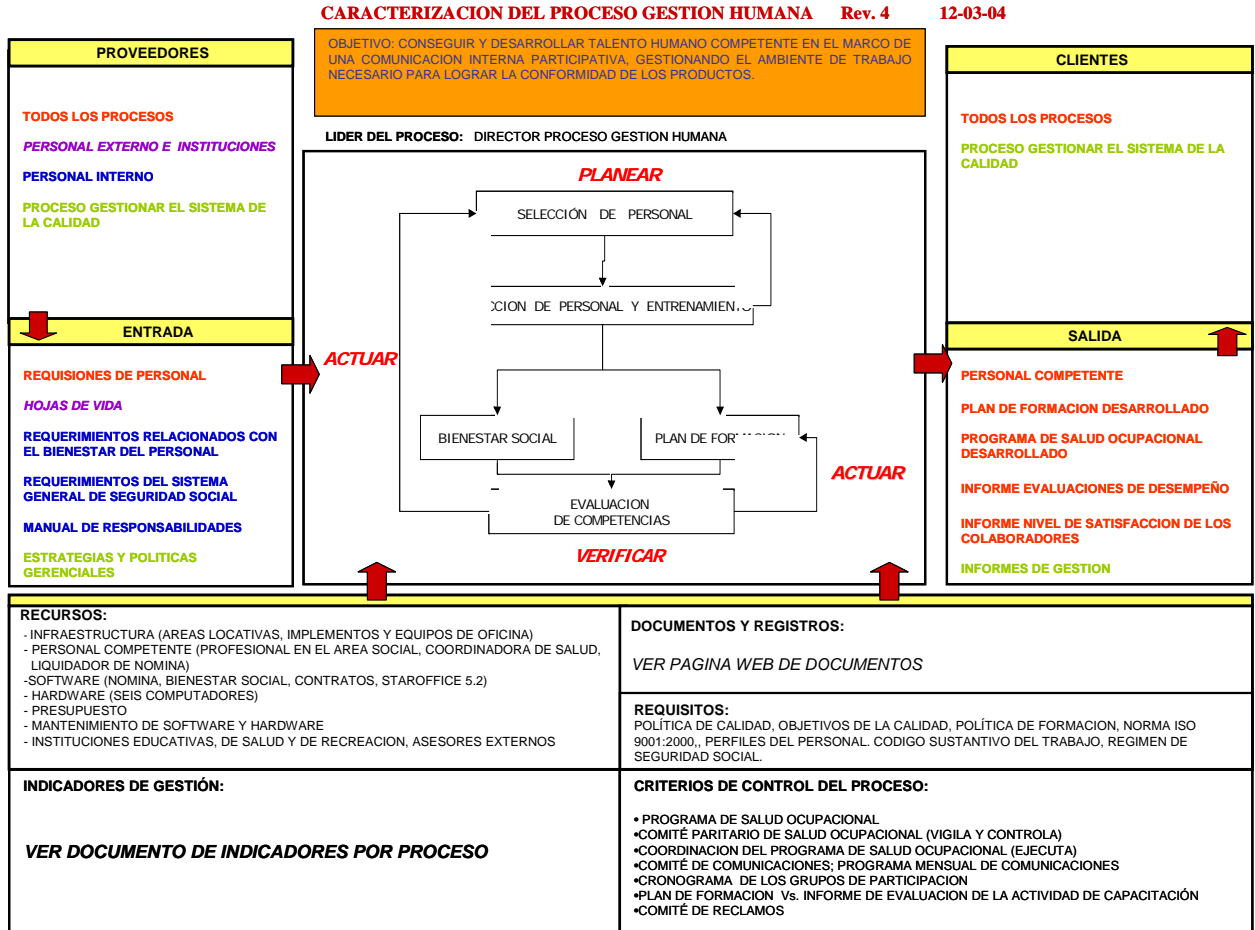 CARACTERIZACION DEL PROCESO GESTION HUMANA Rev. 4 12-03-04
OBJETIVO: CONSEGUIR Y DESARROLLAR TALENTO HUMANO COMPETENTE EN EL MARCO DE
UNA COMUNICACION INTERNA PARTICIPATIVA, GESTIONANDO EL AMBIENTE DE TRABAJO
NECESARIO PARA LOGRAR LA CONFORMIDAD DE LOS PRODUCTOS.
PROVEEDORES
TODOS LOS PROCESOS
PERSONAL EXTERNO E INSTITUCIONES
PERSONAL INTERNO
PROCESO GESTIONAR EL SISTEMA DE
LA CALIDAD
ENTRADA
REQUISIONES DE PERSONAL
HOJAS DE VIDA
REQUERIMIENTOS RELACIONADOS CON
EL BIENESTAR DEL PERSONAL
REQUERIMIENTOS DEL SISTEMA
GENERAL DE SEGURIDAD SOCIAL
MANUAL DE RESPONSABILIDADES
ESTRATEGIAS Y POLITICAS
GERENCIALES
LIDER DEL PROCESO: DIRECTOR PROCESO GESTION HUMANA
PLANEAR
SELECCIÓN DE PERSONAL
CCION DE PERSONAL Y ENTRENAMIENTO
ACTUAR
BIENESTAR SOCIAL
PLAN DE FORMACION
ACTUAR
EVALUACION
DE COMPETENCIAS
VERIFICAR
CLIENTES
TODOS LOS PROCESOS
PROCESO GESTIONAR EL SISTEMA DE LA
CALIDAD
SALIDA
PERSONAL COMPETENTE
PLAN DE FORMACION DESARROLLADO
PROGRAMA DE SALUD OCUPACIONAL
DESARROLLADO
INFORME EVALUACIONES DE DESEMPEÑO
INFORME NIVEL DE SATISFACCION DE LOS
COLABORADORES
INFORMES DE GESTION
RECURSOS:
- INFRAESTRUCTURA (AREAS LOCATIVAS, IMPLEMENTOS Y EQUIPOS DE OFICINA)
- PERSONAL COMPETENTE (PROFESIONAL EN EL AREA SOCIAL, COORDINADORA DE SALUD,
LIQUIDADOR DE NOMINA)
-SOFTWARE (NOMINA, BIENESTAR SOCIAL, CONTRATOS, STAROFFICE 5.2)
- HARDWARE (SEIS COMPUTADORES)
- PRESUPUESTO
- MANTENIMIENTO DE SOFTWARE Y HARDWARE
- INSTITUCIONES EDUCATIVAS, DE SALUD Y DE RECREACION, ASESORES EXTERNOS
DOCUMENTOS Y REGISTROS:
VER PAGINA WEB DE DOCUMENTOS
REQUISITOS:
POLÍTICA DE CALIDAD, OBJETIVOS DE LA CALIDAD, POLÍTICA DE FORMACION, NORMA ISO
9001:2000,, PERFILES DEL PERSONAL. CODIGO SUSTANTIVO DEL TRABAJO, REGIMEN DE
SEGURIDAD SOCIAL.
INDICADORES DE GESTIÓN:
VER DOCUMENTO DE INDICADORES POR PROCESO
CRITERIOS DE CONTROL DEL PROCESO:
• PROGRAMA DE SALUD OCUPACIONAL
•COMITÉ PARITARIO DE SALUD OCUPACIONAL (VIGILA Y CONTROLA)
•COORDINACION DEL PROGRAMA DE SALUD OCUPACIONAL (EJECUTA)
•COMITÉ DE COMUNICACIONES; PROGRAMA MENSUAL DE COMUNICACIONES
•CRONOGRAMA DE LOS GRUPOS DE PARTICIPACION
•PLAN DE FORMACION Vs. INFORME DE EVALUACION DE LA ACTIVIDAD DE CAPACITACIÓN
•COMITÉ DE RECLAMOS